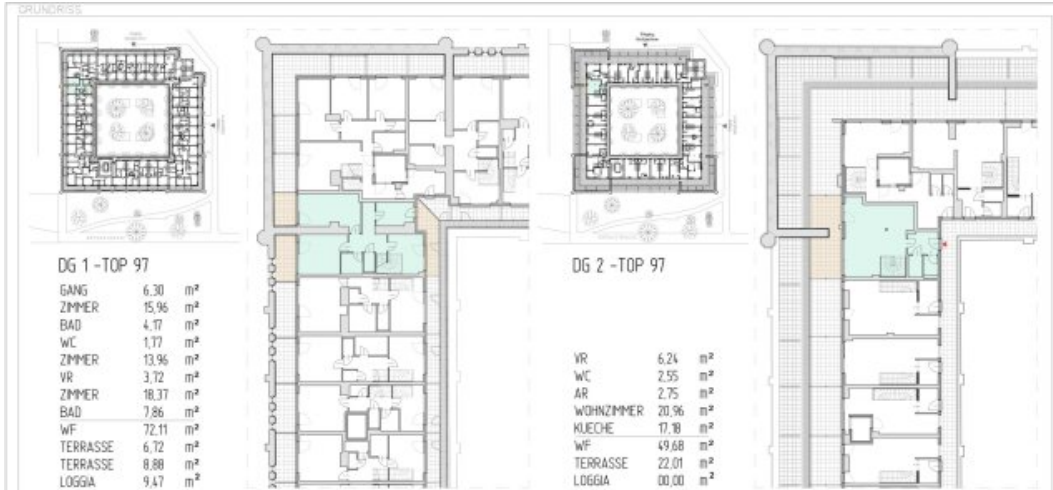 GRUNDRISS
DG 1 -TOP 97
GANG 6,30 m²
ZIMMER 15,96 m²
BAD 4,17 m²
WC 1,77 m²
ZIMMER 13,96 m²
VR 3,72 m²
ZIMMER 18,37 m²
BAD 7,86 m²
WF 72,11 m²
TERRASSE 6,72 m²
TERRASSE 8,88 m²
LOGGIA 9,47 m²
DG 2 -TOP 97
VR 6,24 m²
WC 2,55 m²
AR 2,75 m²
WOHNZIMMER 20,96 m²
KUECHE 17,18 m²
WF 49,68 m²
TERRASSE 22,01 m²
LOGGIA 00,00 m²